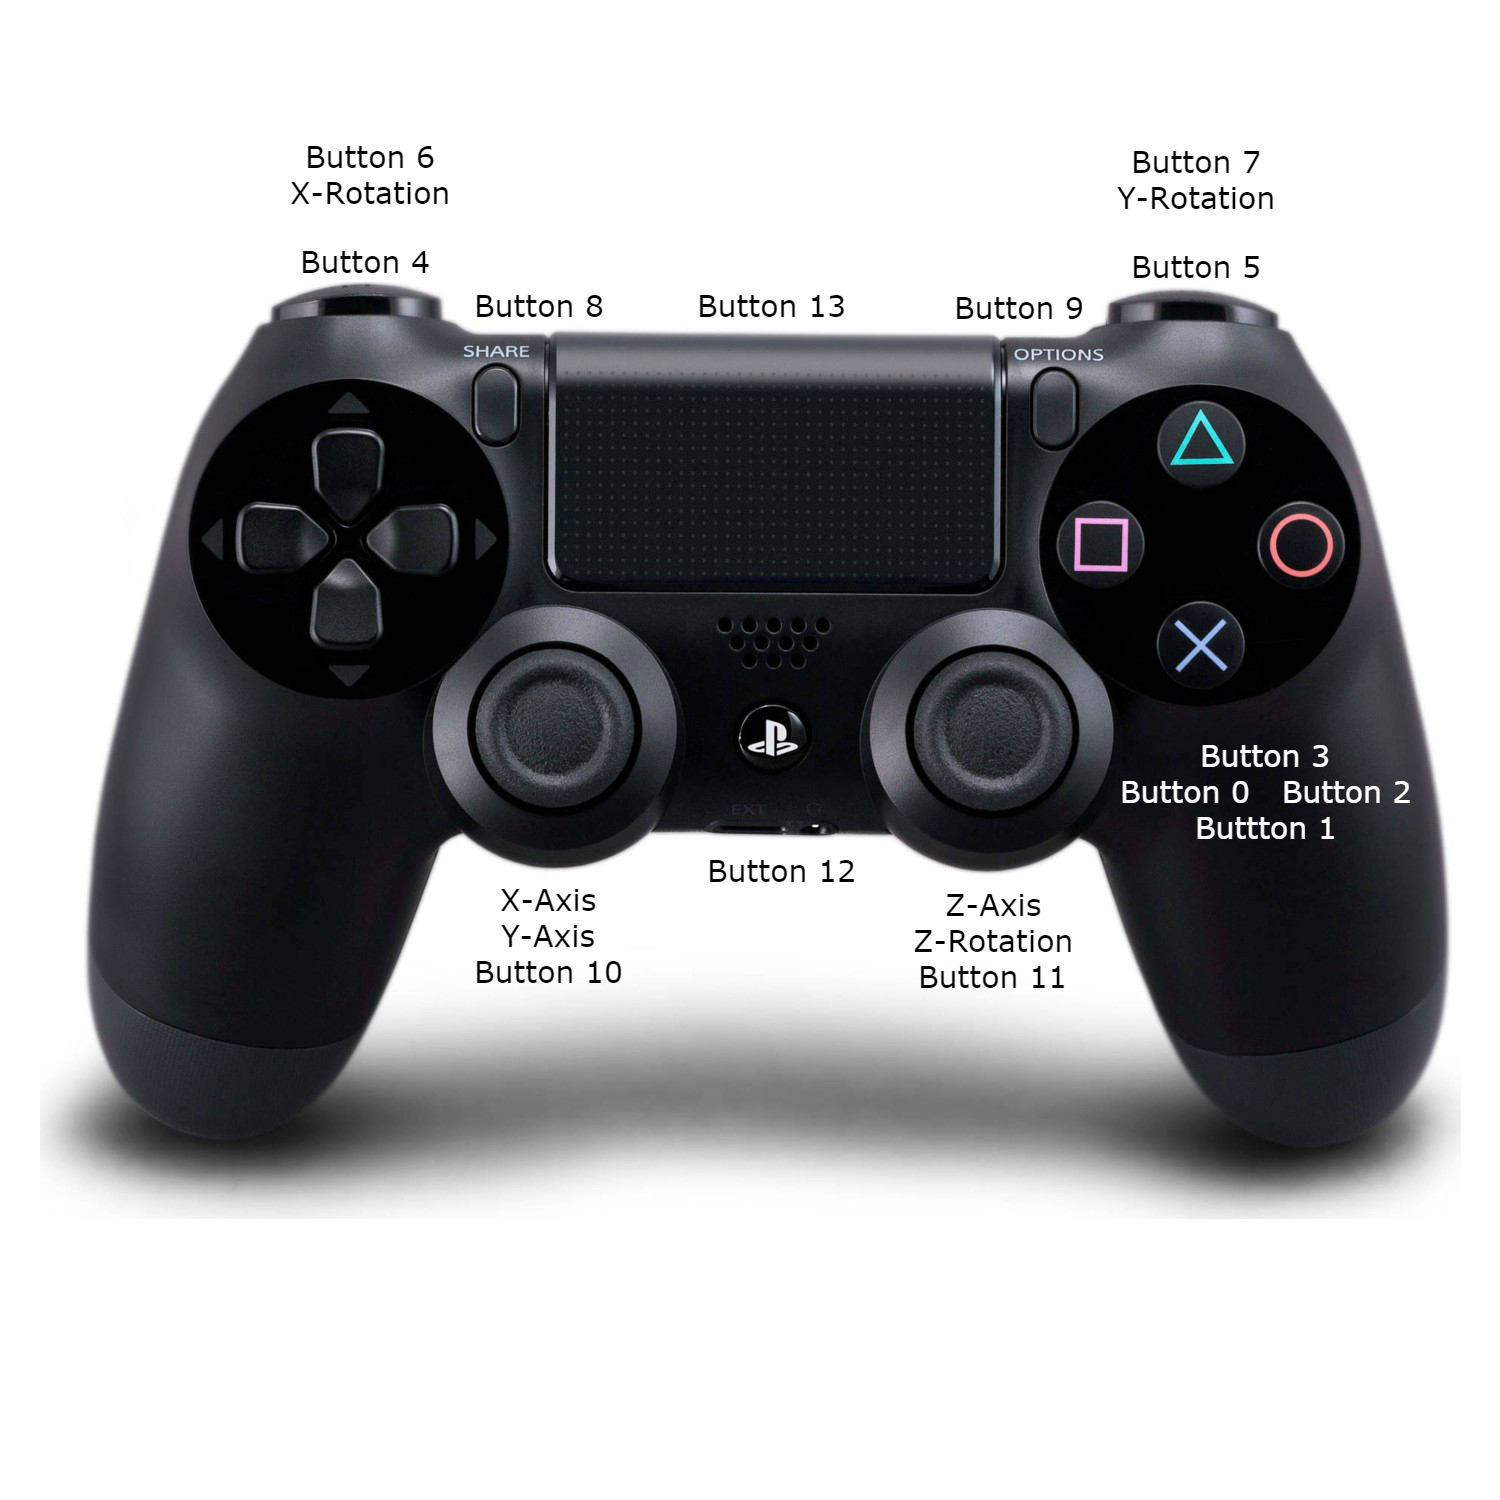 Button 6
X-Rotation
Button 7
Y-Rotation
Button 4
Button 5
Button 8
Button 13
Button 9
SHARE
OPTIONS
Button 3
Button 0 Button 2
Buttton 1
EXT
Button 12
X-Axis
Y-Axis
Button 10
Z-Axis
Z-Rotation
Button 11